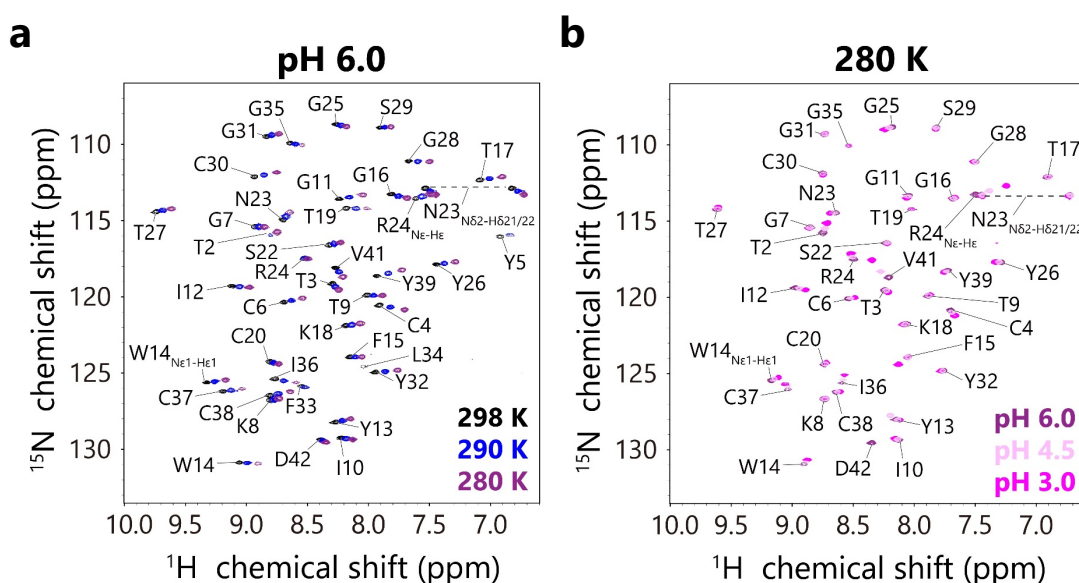 a
pH 6.0
¹⁵N chemical shift (ppm)
110
115
120
125
130
G25
S29
G35
G31
G28
C30
T17
G16
G11
N23
T19
R24Nε-Hε
N23Nδ2-Hδ21/22
T27
G7
T2
S22
Y5
R24
V41
T3
Y39
Y26
I12
C6
T9
C4
K18
C20
F15
L34
W14Nε1-Hε1
I36
Y32
C37
C38
F33
K8
Y13
W14
D42
I10
298 K
290 K
280 K
10.0 9.5 9.0 8.5 8.0 7.5 7.0
¹H chemical shift (ppm)
b
280 K
¹⁵N chemical shift (ppm)
110
115
120
125
130
G25
S29
G35
G31
G28
C30
T17
N23
G11
G16
T19
R24Nε-Hε
N23Nδ2-Hδ21/22
T27
G7
T2
S22
R24
V41
Y39
Y26
I12
C6
T3
T9
C4
K18
C20
F15
W14Nε1-Hε1
I36
Y32
C37
K8
C38
Y13
W14
D42
I10
pH 6.0
pH 4.5
pH 3.0
10.0 9.5 9.0 8.5 8.0 7.5 7.0
¹H chemical shift (ppm)